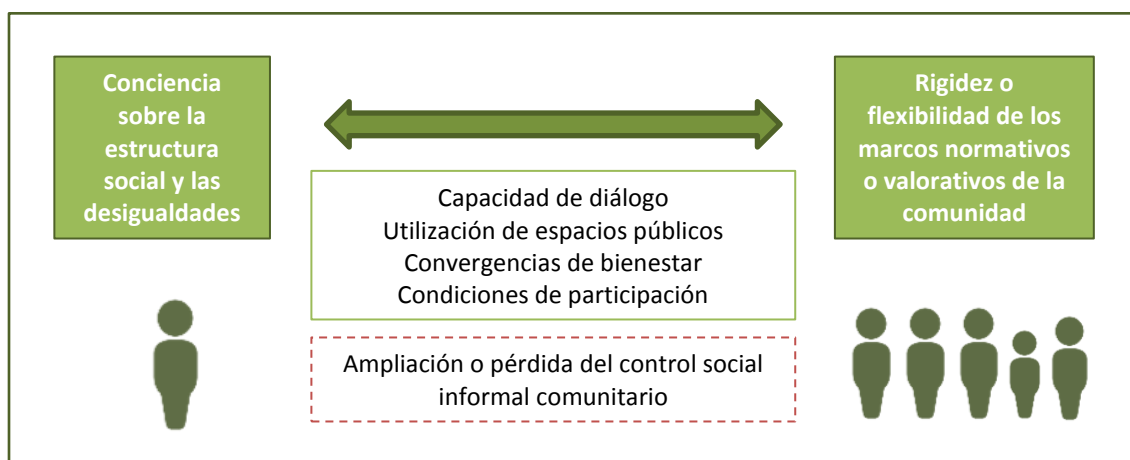 Conciencia
sobre la
estructura
social y las
desigualdades
Capacidad de diálogo
Utilización de espacios públicos
Convergencias de bienestar
Condiciones de participación
Ampliación o pérdida del control social
informal comunitario
Rigidez o
flexibilidad de los
marcos normativos
o valorativos de la
comunidad